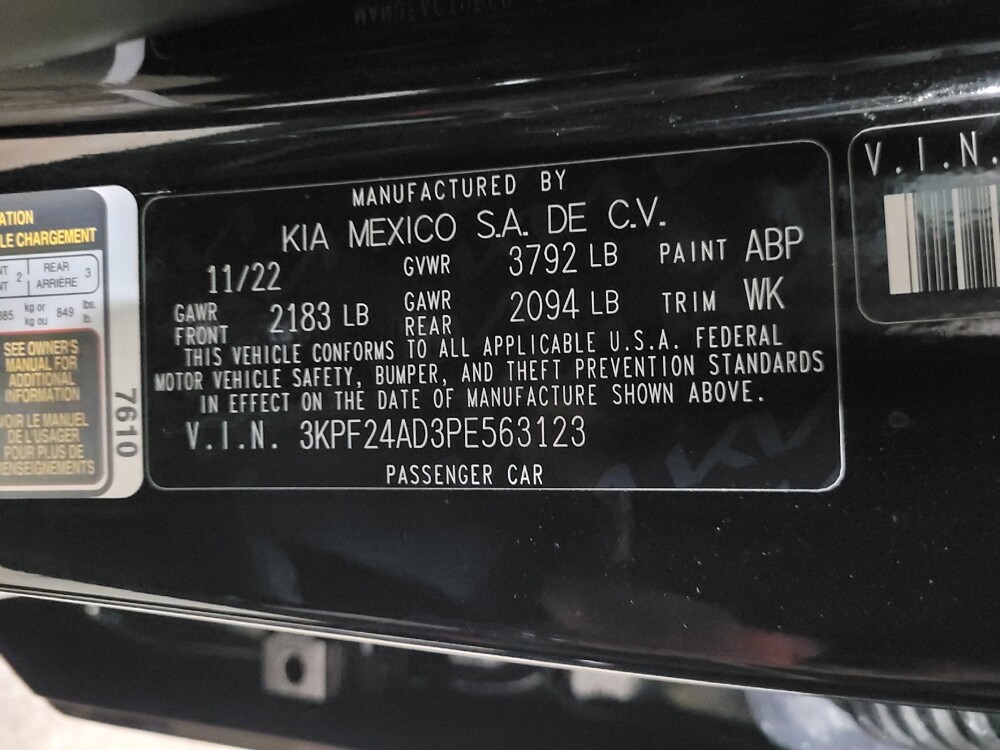 MANUFACTURED BY
KIA MEXICO S.A. DE C.V.
11/22 GVWR 3792 LB PAINT ABP
GAWR FRONT 2183 LB GAWR REAR 2094 LB TRIM WK
THIS VEHICLE CONFORMS TO ALL APPLICABLE U.S.A. FEDERAL
MOTOR VEHICLE SAFETY, BUMPER, AND THEFT PREVENTION STANDARDS
IN EFFECT ON THE DATE OF MANUFACTURE SHOWN ABOVE.
V.I.N. 3KPF24AD3PE563123
PASSENGER CAR
V.I.N.
CHARGEMENT
2 REAR ARRIÈRE 3
kg or kg ou 849 lbs. lb.
SEE OWNER'S
MANUAL FOR
ADDITIONAL
INFORMATION
VOIR LE MANUEL
DE L'USAGER
POUR PLUS DE
RENSEIGNEMENTS
7610